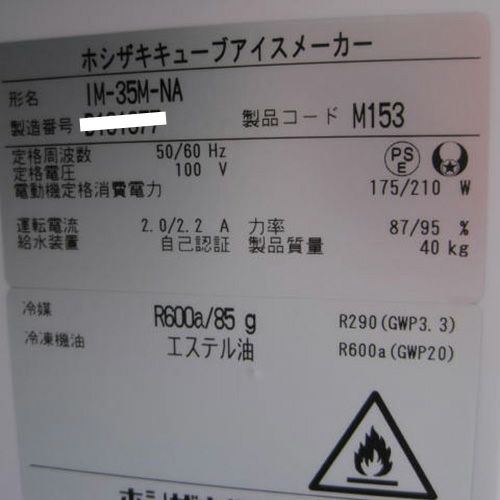 ホシザキキューブアイスメーカー
形名 IM-35M-NA
製造番号 製品コード M153
定格周波数 50/60 Hz
定格電圧 100 V
PS E
電動機定格消費電力 175/210 W
運転電流 2.0/2.2 A 力率 87/95 %
給水装置 自己認証 製品質量 40 kg
冷媒 R600a/85 g R290(GWP3.3)
冷凍機油 エステル油 R600a(GWP20)